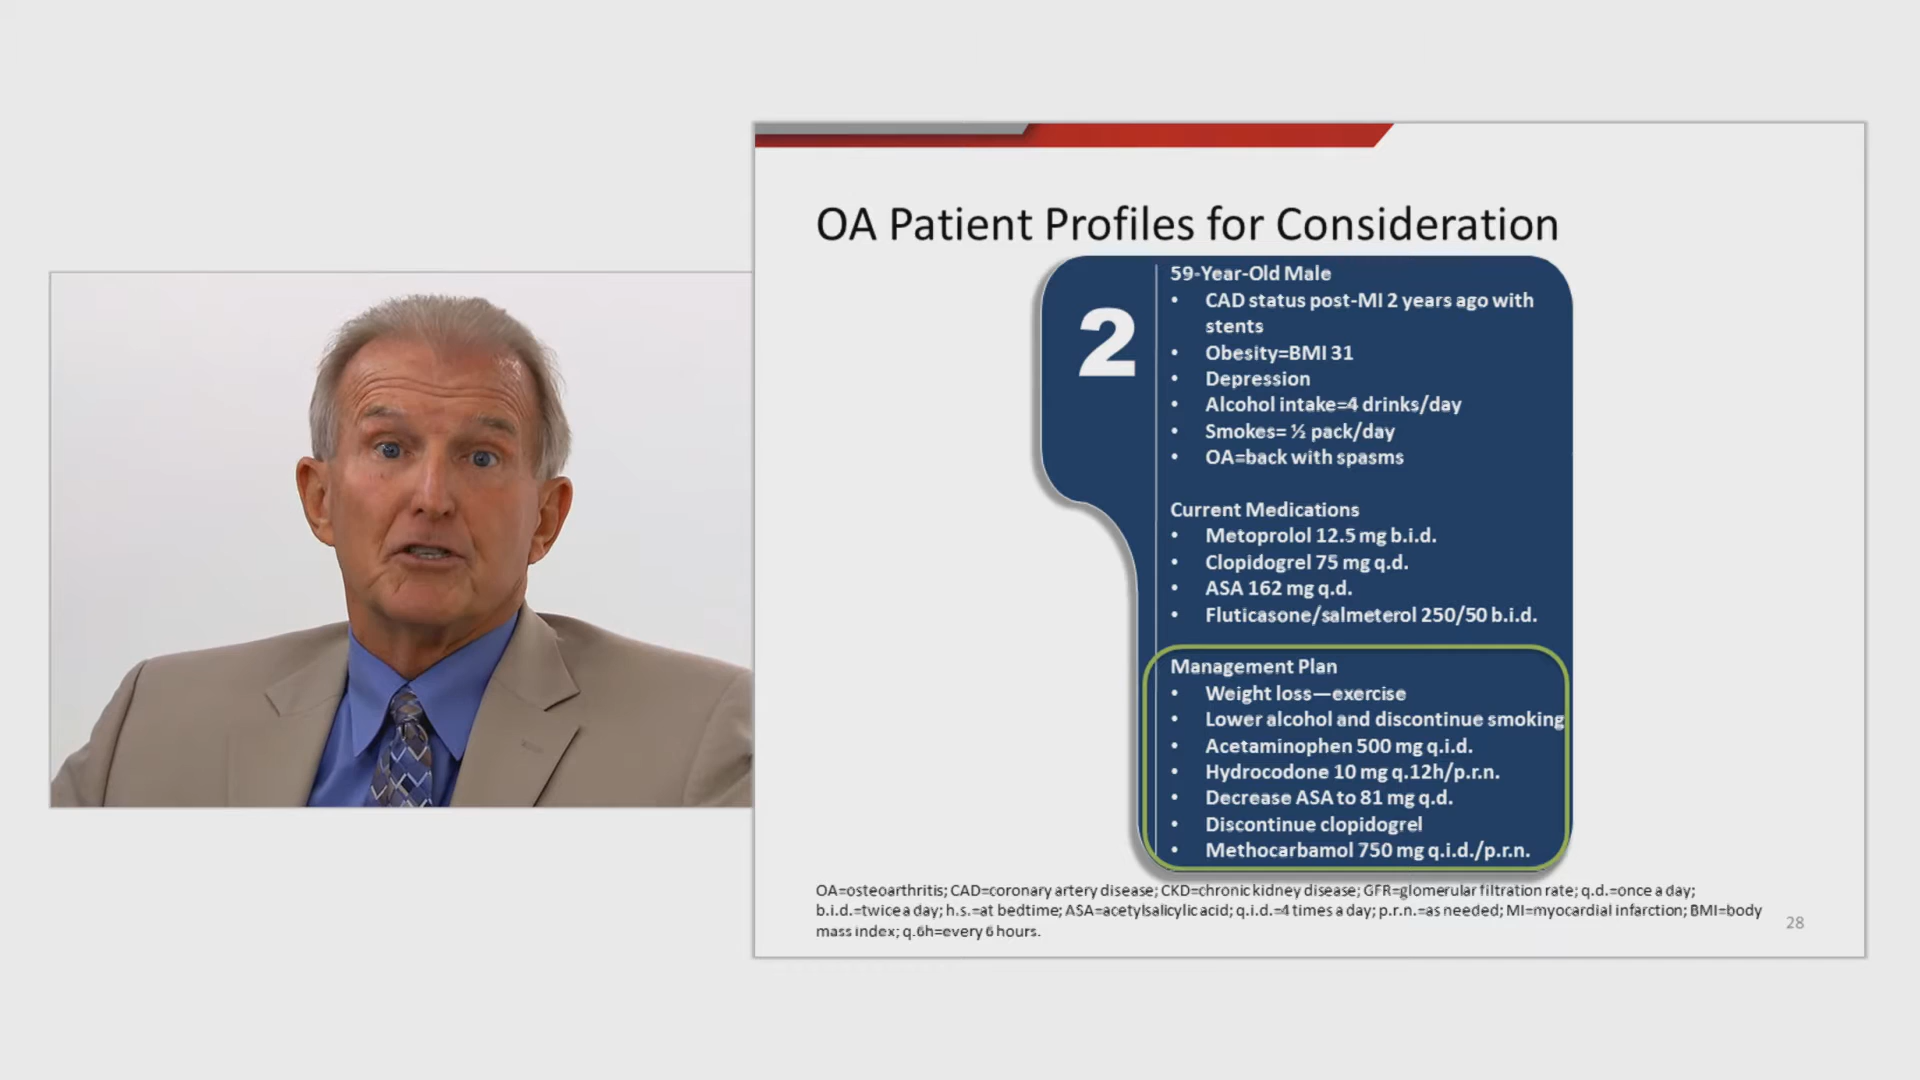 OA Patient Profiles for Consideration
2
59-Year-Old Male
• CAD status post-MI 2 years ago with
stents
• Obesity=BMI 31
• Depression
• Alcohol intake=4 drinks/day
• Smokes= ½ pack/day
• OA=back with spasms
Current Medications
• Metoprolol 12.5 mg b.i.d.
• Clopidogrel 75 mg q.d.
• ASA 162 mg q.d.
• Fluticasone/salmeterol 250/50 b.i.d.
Management Plan
• Weight loss—exercise
• Lower alcohol and discontinue smoking
• Acetaminophen 500 mg q.i.d.
• Hydrocodone 10 mg q.12h/p.r.n.
• Decrease ASA to 81 mg q.d.
• Discontinue clopidogrel
• Methocarbamol 750 mg q.i.d./p.r.n.
OA=osteoarthritis; CAD=coronary artery disease; CKD=chronic kidney disease; GFR=glomerular filtration rate; q.d.=once a day;
b.i.d.=twice a day; h.s.=at bedtime; ASA=acetylsalicylic acid; q.i.d.=4 times a day; p.r.n.=as needed; MI=myocardial infarction; BMI=body
mass index; q.6h=every 6 hours.
28